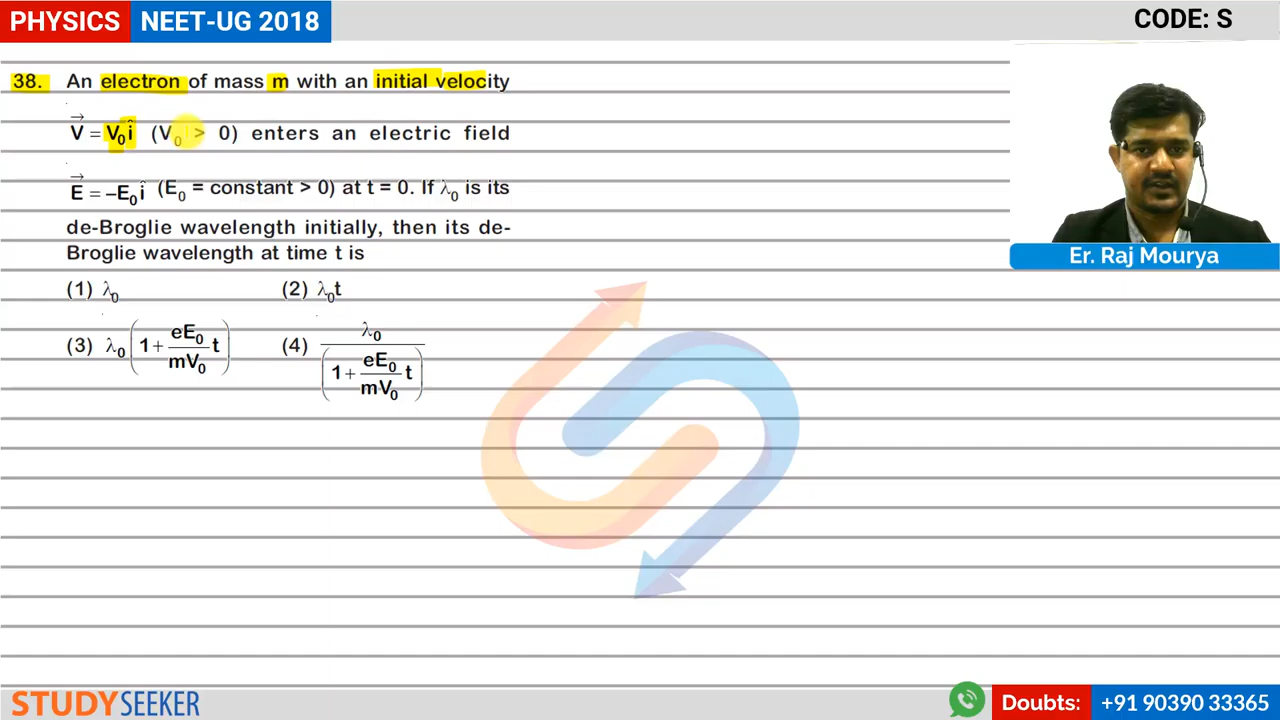 PHYSICS NEET-UG 2018 CODE: S
38. An electron of mass m with an initial velocity
V⃗ = V₀î (V₀ > 0) enters an electric field
E⃗ = –E₀î (E₀ = constant > 0) at t = 0. If λ₀ is its
de-Broglie wavelength initially, then its de-
Broglie wavelength at time t is
(1) λ₀ (2) λ₀t
(3) λ₀(1 + eE₀/mV₀ t) (4) λ₀/(1 + eE₀/mV₀ t)
Er. Raj Mourya
STUDY SEEKER Doubts: +91 90390 33365